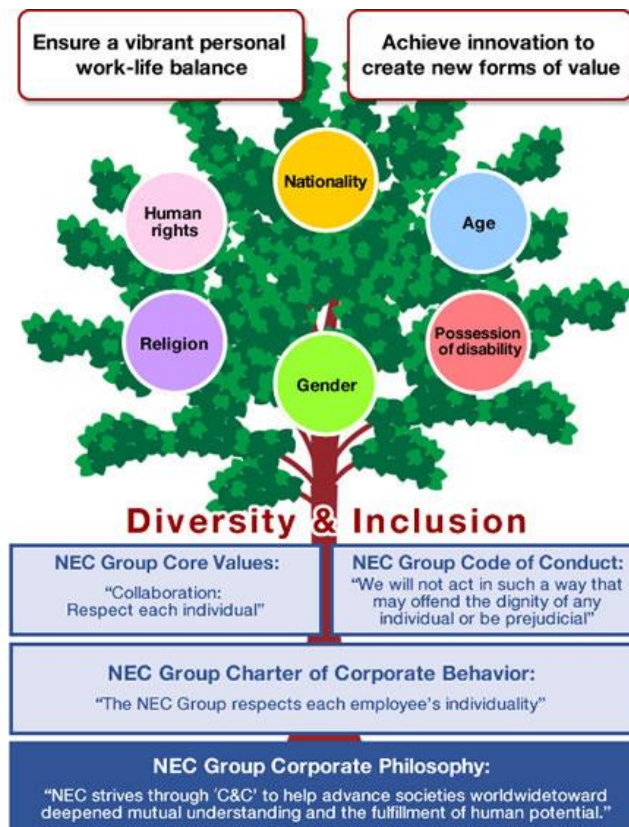 Ensure a vibrant personal
work-life balance
Achieve innovation to
create new forms of value
Nationality
Human
rights
Age
Religion
Possession
of disability
Gender
Diversity & Inclusion
NEC Group Core Values:
“Collaboration:
Respect each individual”
NEC Group Code of Conduct:
“We will not act in such a way that
may offend the dignity of any
individual or be prejudicial”
NEC Group Charter of Corporate Behavior:
“The NEC Group respects each employee’s individuality”
NEC Group Corporate Philosophy:
“NEC strives through ‘C&C’ to help advance societies worldwidetoward
deepened mutual understanding and the fulfillment of human potential.”